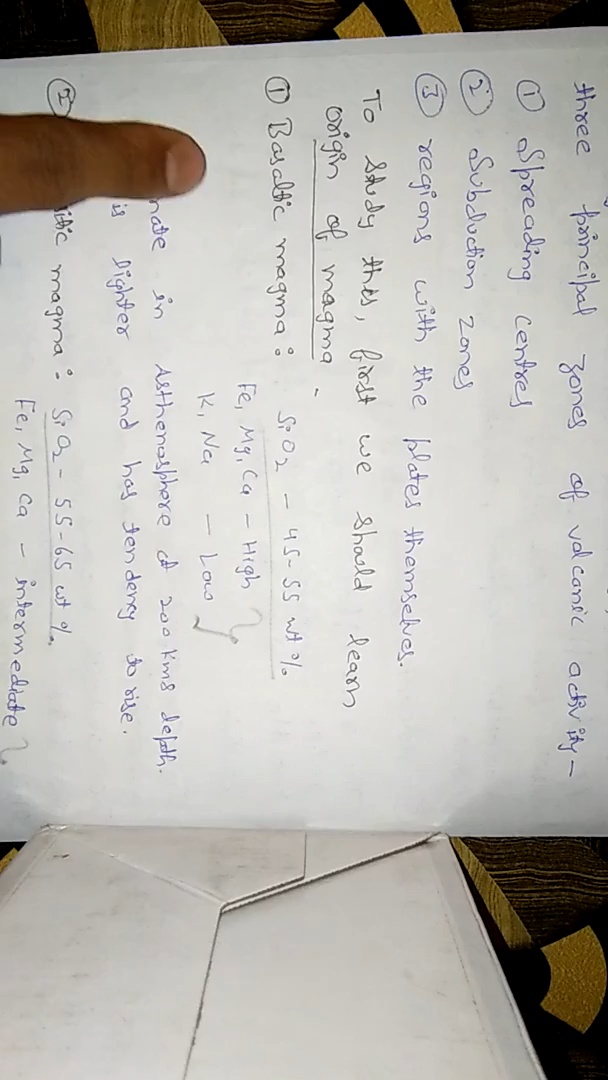 three principal zones of volcanic activity -
① Spreading centres
② Subduction zones
③ regions with the plates themselves.
To study this, first we should learn
origin of magma -
① Basaltic magma : SiO2 - 45-55 wt%
Fe, Mg, Ca - High
K, Na - Low
in Asthenosphere at 200 kms depth.
is lighter and has tendency to rise.
② magma : SiO2 - 55-65 wt%.
Fe, Mg, Ca - intermediate